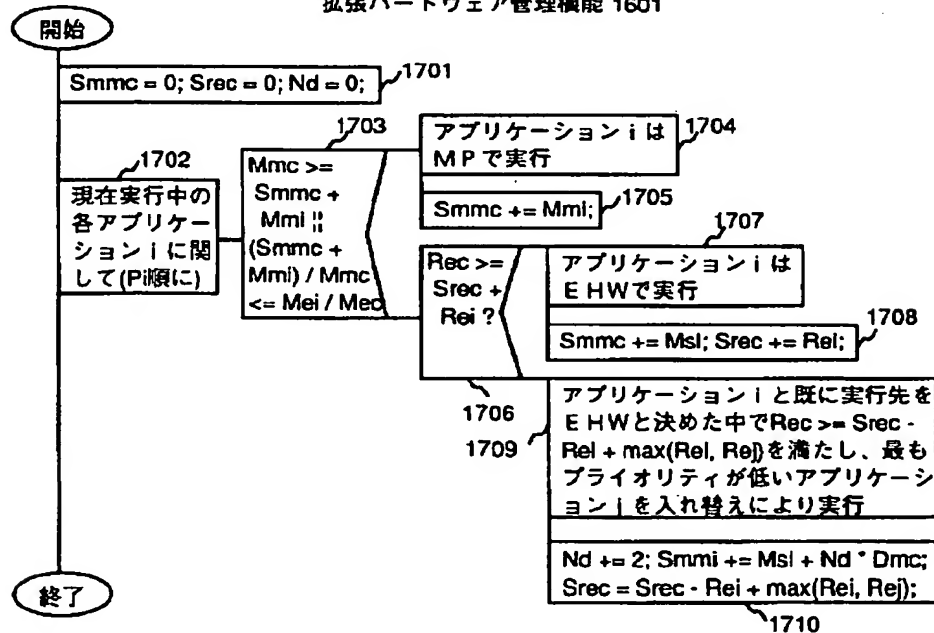 拡張ハードウェア管理機能 1601
開始
Smmc = 0; Srec = 0; Nd = 0;
1701
1702
現在実行中の
各アプリケー
ション i に関
して(Pi順に)
1703
Mmc >=
Smmc +
Mmi ||
(Smmc +
Mmi) / Mmc
<= Mei / Mec
アプリケーション i は
MPで実行
1704
Smmc += Mmi;
1705
Rec >=
Srec +
Rei ?
1706
1707
アプリケーション i は
EHWで実行
Smmc += Msi; Srec += Rei;
1708
1709
アプリケーション i と既に実行先を
EHWと決めた中でRec >= Srec -
Rei + max(Rei, Rej)を満たし、最も
プライオリティが低いアプリケーシ
ョン j を入れ替えにより実行
Nd += 2; Smmi += Msi + Nd * Dmc;
Srec = Srec - Rei + max(Rei, Rej);
1710
終了